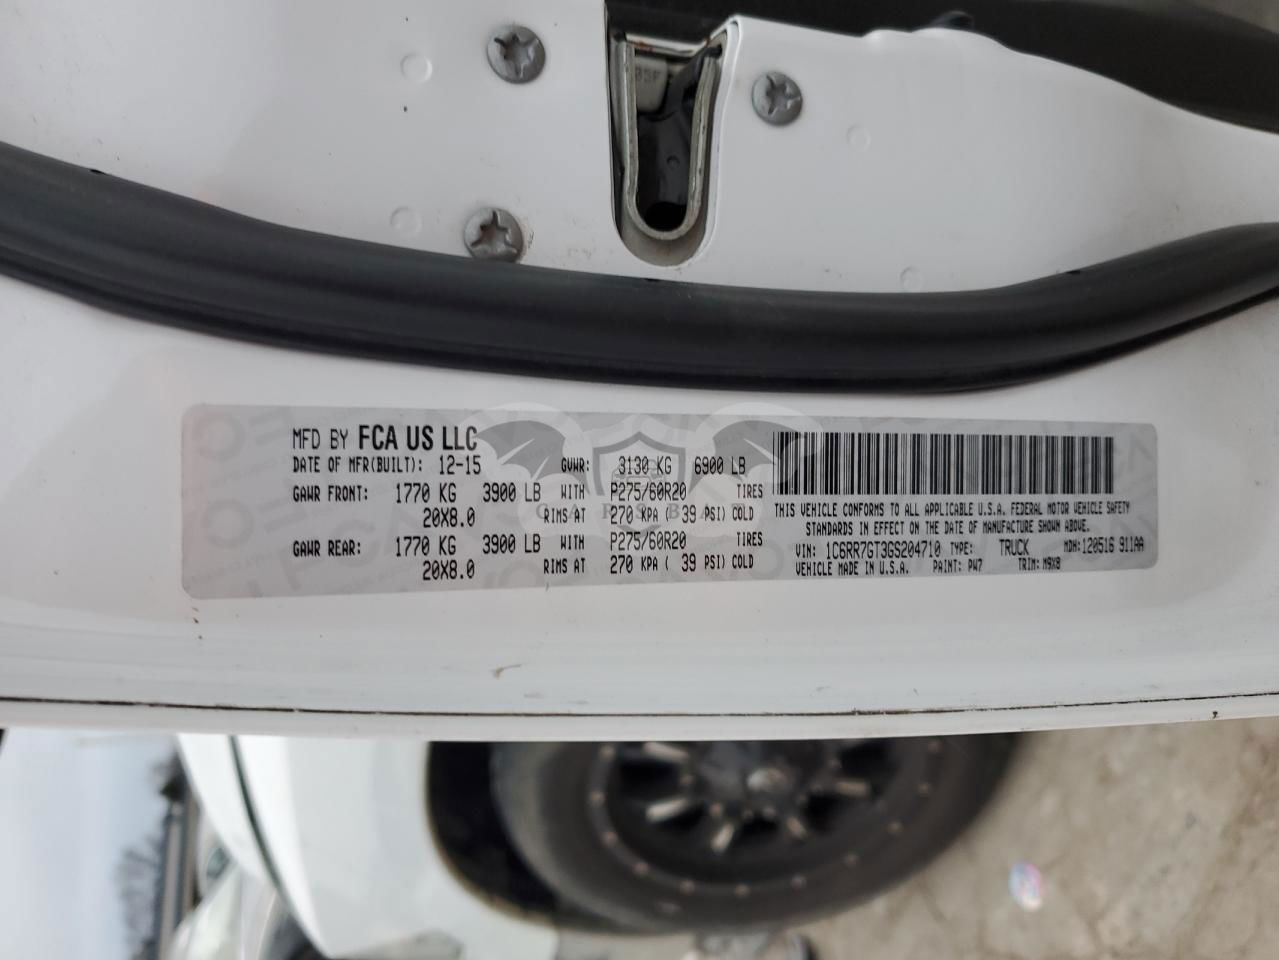 MFD BY FCA US LLC
DATE OF MFR(BUILT): 12-15 GVWR: 3130 KG 6900 LB
GAWR FRONT: 1770 KG 3900 LB WITH P275/60R20 TIRES
20X8.0 RIMS AT 270 KPA ( 39 PSI) COLD
GAWR REAR: 1770 KG 3900 LB WITH P275/60R20 TIRES
20X8.0 RIMS AT 270 KPA ( 39 PSI) COLD
THIS VEHICLE CONFORMS TO ALL APPLICABLE U.S.A. FEDERAL MOTOR VEHICLE SAFETY
STANDARDS IN EFFECT ON THE DATE OF MANUFACTURE SHOWN ABOVE.
VIN: 1C6RR7GT3GS204710 TYPE: TRUCK MDH: 120516 911AA
VEHICLE MADE IN U.S.A. PAINT: PW7 TRIM: M9X8